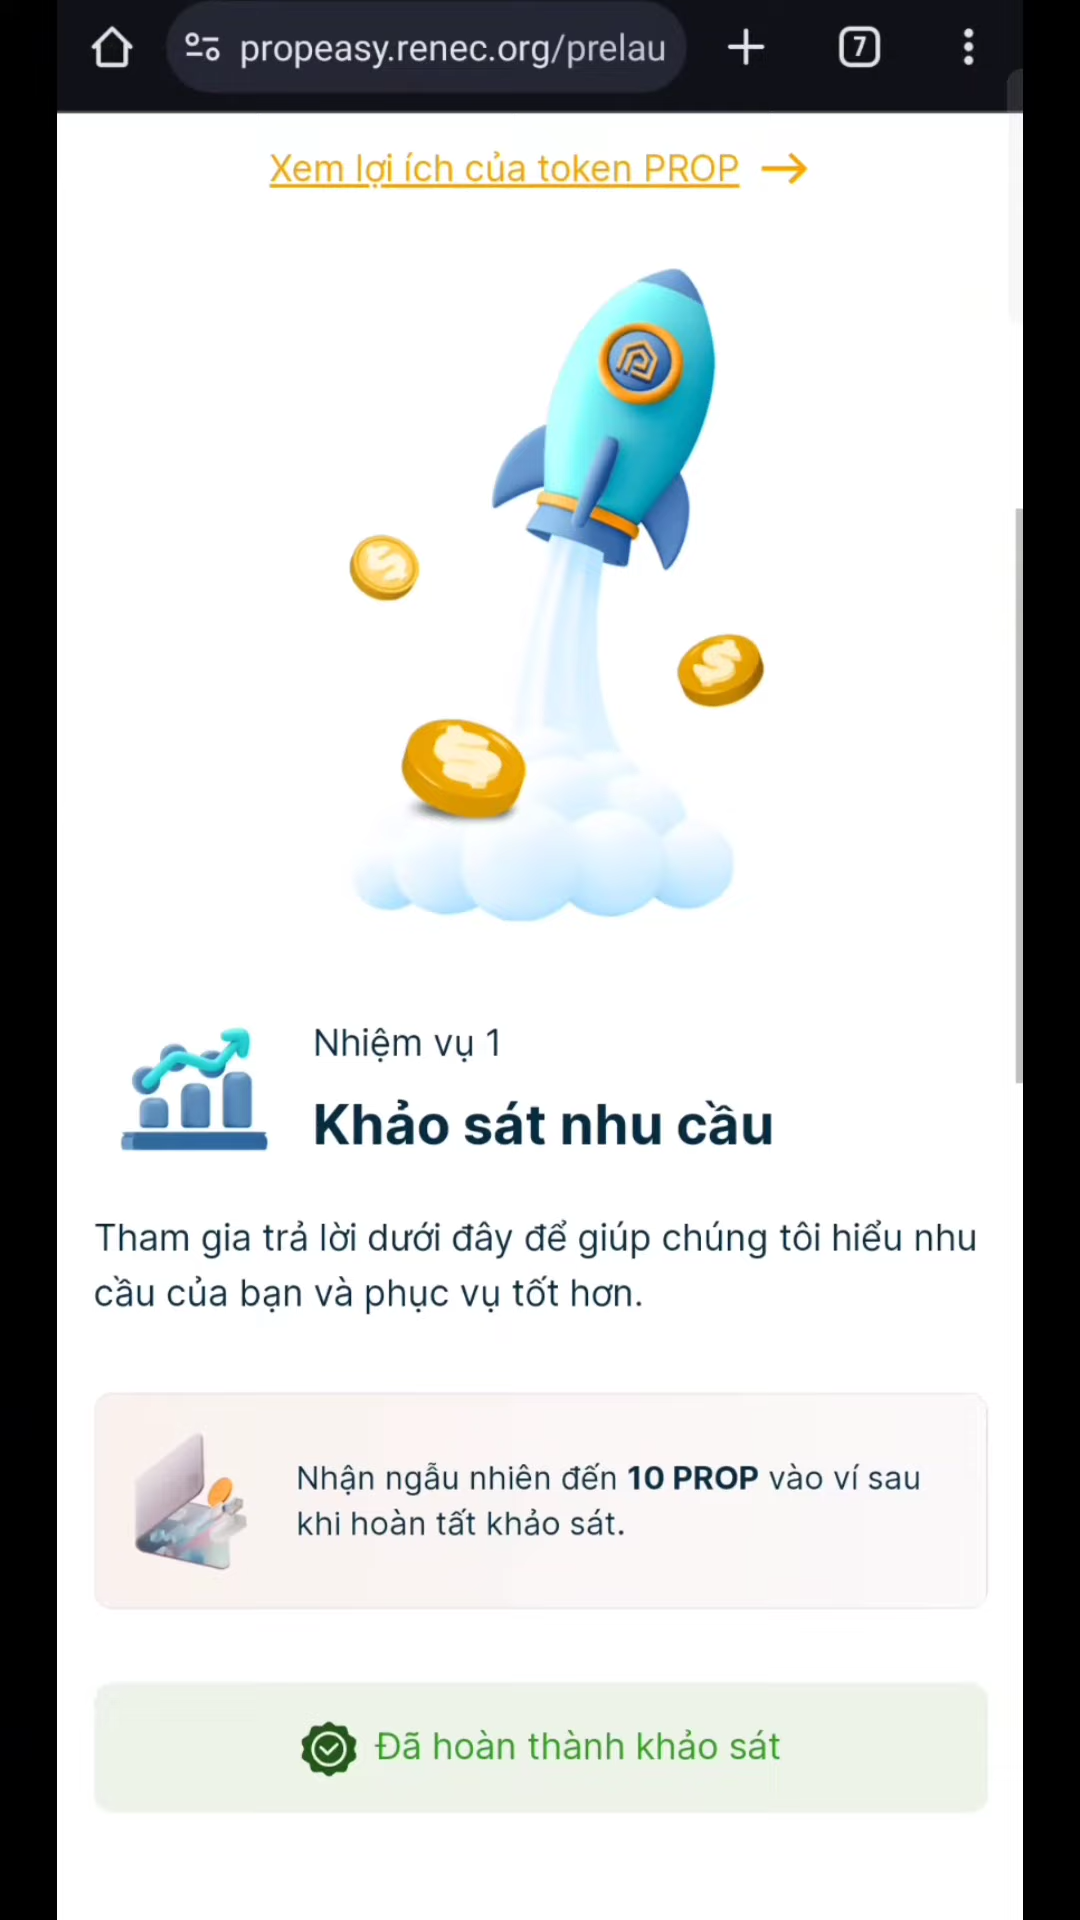 propeasy.renec.org/prelau
7
Xem lợi ích của token PROP →
Nhiệm vụ 1
Khảo sát nhu cầu
Tham gia trả lời dưới đây để giúp chúng tôi hiểu nhu
cầu của bạn và phục vụ tốt hơn.
Nhận ngẫu nhiên đến 10 PROP vào ví sau
khi hoàn tất khảo sát.
Đã hoàn thành khảo sát